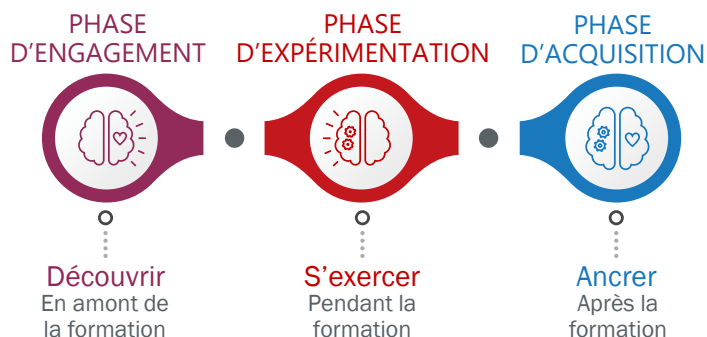 PHASE
D'ENGAGEMENT
Découvrir
En amont de
la formation
PHASE
D'EXPÉRIMENTATION
S'exercer
Pendant la
formation
PHASE
D'ACQUISITION
Ancrer
Après la
formation